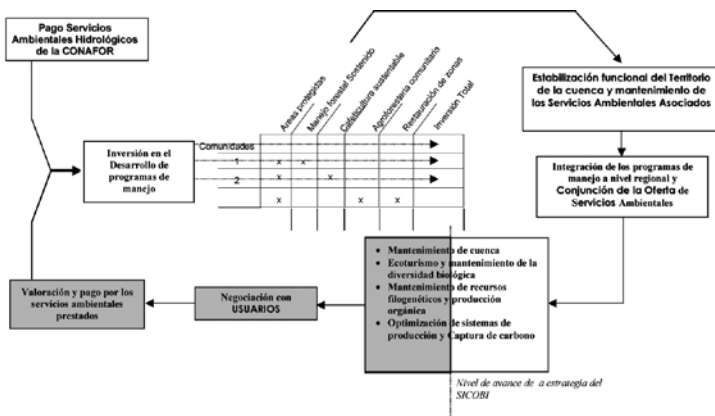 Pago Servicios
Ambientales Hidrológicos
de la CONAFOR
Areas protegidas
Manejo forestal Sostenido
Cafeticultura sustentable
Agroforestería comunitario
Restauración de zonas
Inversión Total
Comunidades
1
x
x
2
x
x
x
x
x
Inversión en el
Desarrollo de
programas de
manejo
Estabilización funcional del Territorio
de la cuenca y mantenimiento de
los Servicios Ambientales Asociados
Integración de los programas de
manejo a nivel regional y
Conjunción de la Oferta de
Servicios Ambientales
• Mantenimiento de cuenca
• Ecoturismo y mantenimiento de la
diversidad biológica
• Mantenimiento de recursos
filogenéticos y producción
orgánica
• Optimización de sistemas de
producción y Captura de carbono
Negociación con
USUARIOS
Valoración y pago por los
servicios ambientales
prestados
Nivel de avance de a estrategia del
SICOBI